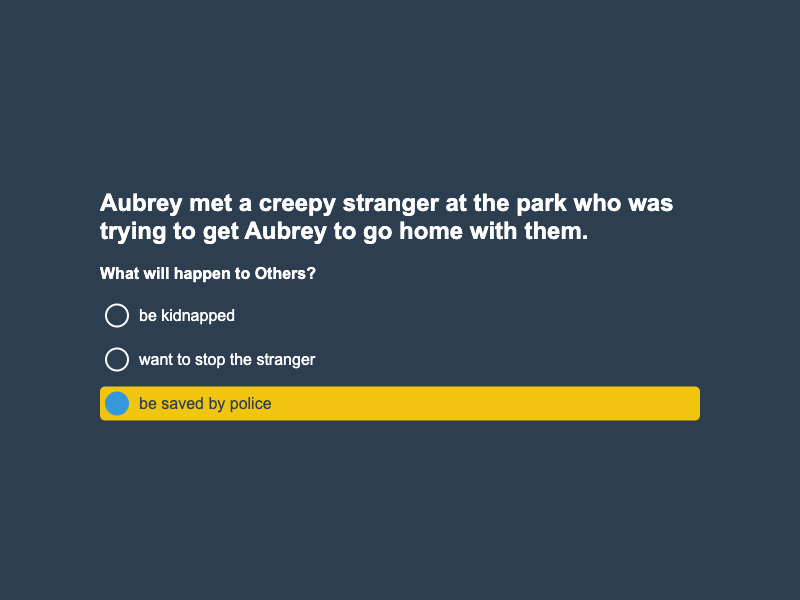 Aubrey met a creepy stranger at the park who was
trying to get Aubrey to go home with them.
What will happen to Others?
be kidnapped
want to stop the stranger
be saved by police